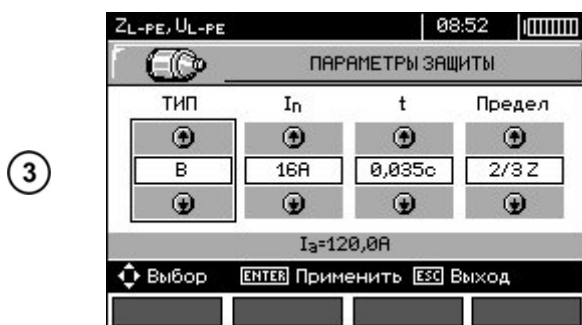 ZL-PE, UL-PE 08:52
ПАРАМЕТРЫ ЗАЩИТЫ
ТИП In t Предел
B 16A 0,035с 2/3 Z
3
Ia=120,0A
Выбор ENTER Применить ESC Выход